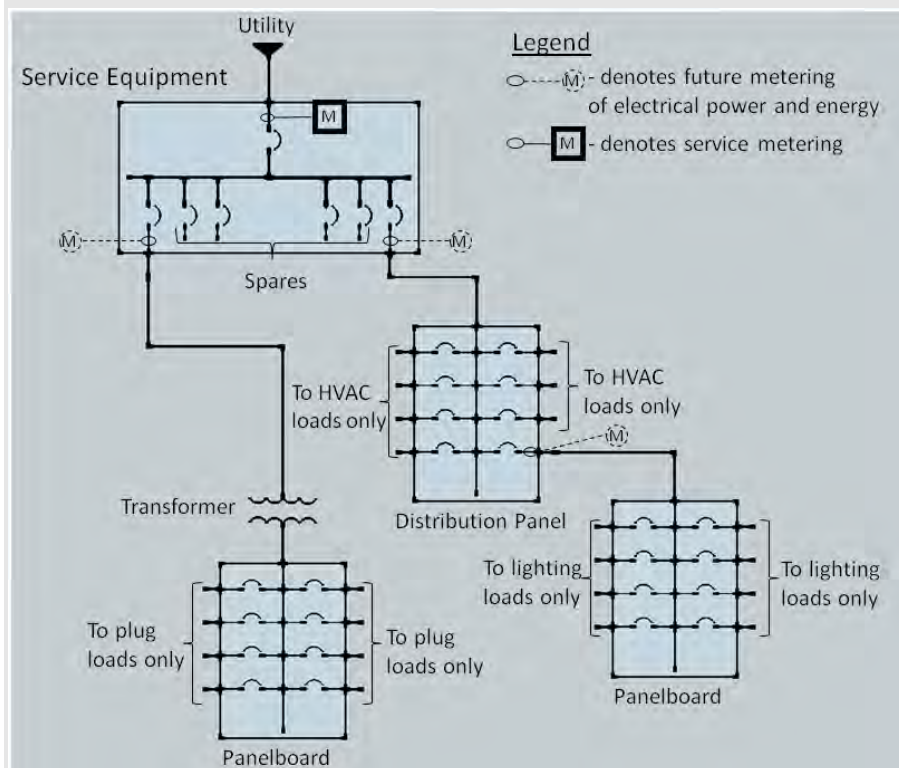 Utility
Legend
Service Equipment
M - denotes future metering
of electrical power and energy
M
M - denotes service metering
M
M
Spares
To HVAC
loads only
To HVAC
loads only
M
Transformer
Distribution Panel
To lighting
loads only
To lighting
loads only
To plug
loads only
To plug
loads only
Panelboard
Panelboard